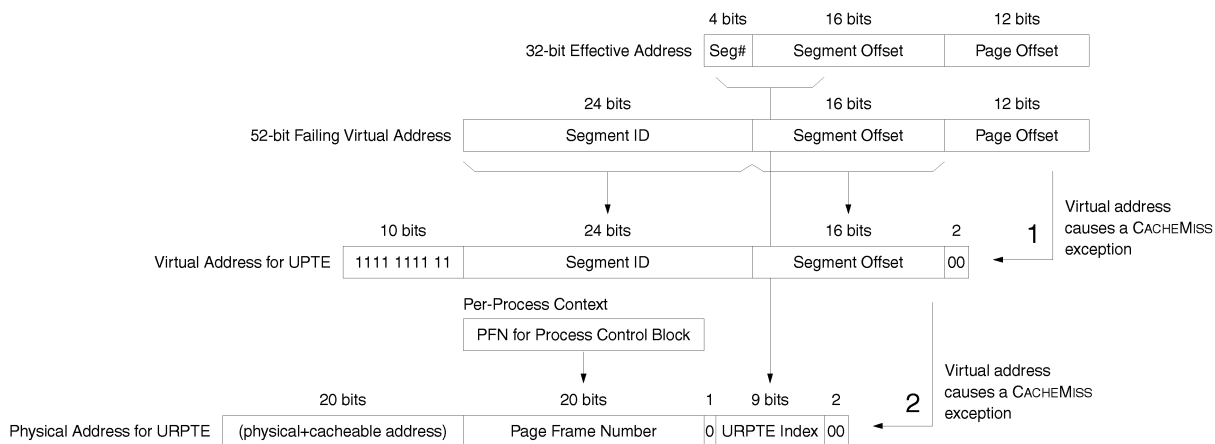 4 bits 16 bits 12 bits
32-bit Effective Address Seg# Segment Offset Page Offset
24 bits 16 bits 12 bits
52-bit Failing Virtual Address Segment ID Segment Offset Page Offset
Virtual address
causes a CACHEMISS
exception
1
10 bits 24 bits 16 bits 2
Virtual Address for UPTE 1111 1111 11 Segment ID Segment Offset 00
Per-Process Context
PFN for Process Control Block
Virtual address
causes a CACHEMISS
exception
2
20 bits 20 bits 1 9 bits 2
Physical Address for URPTE (physical+cacheable address) Page Frame Number 0 URPTE Index 00